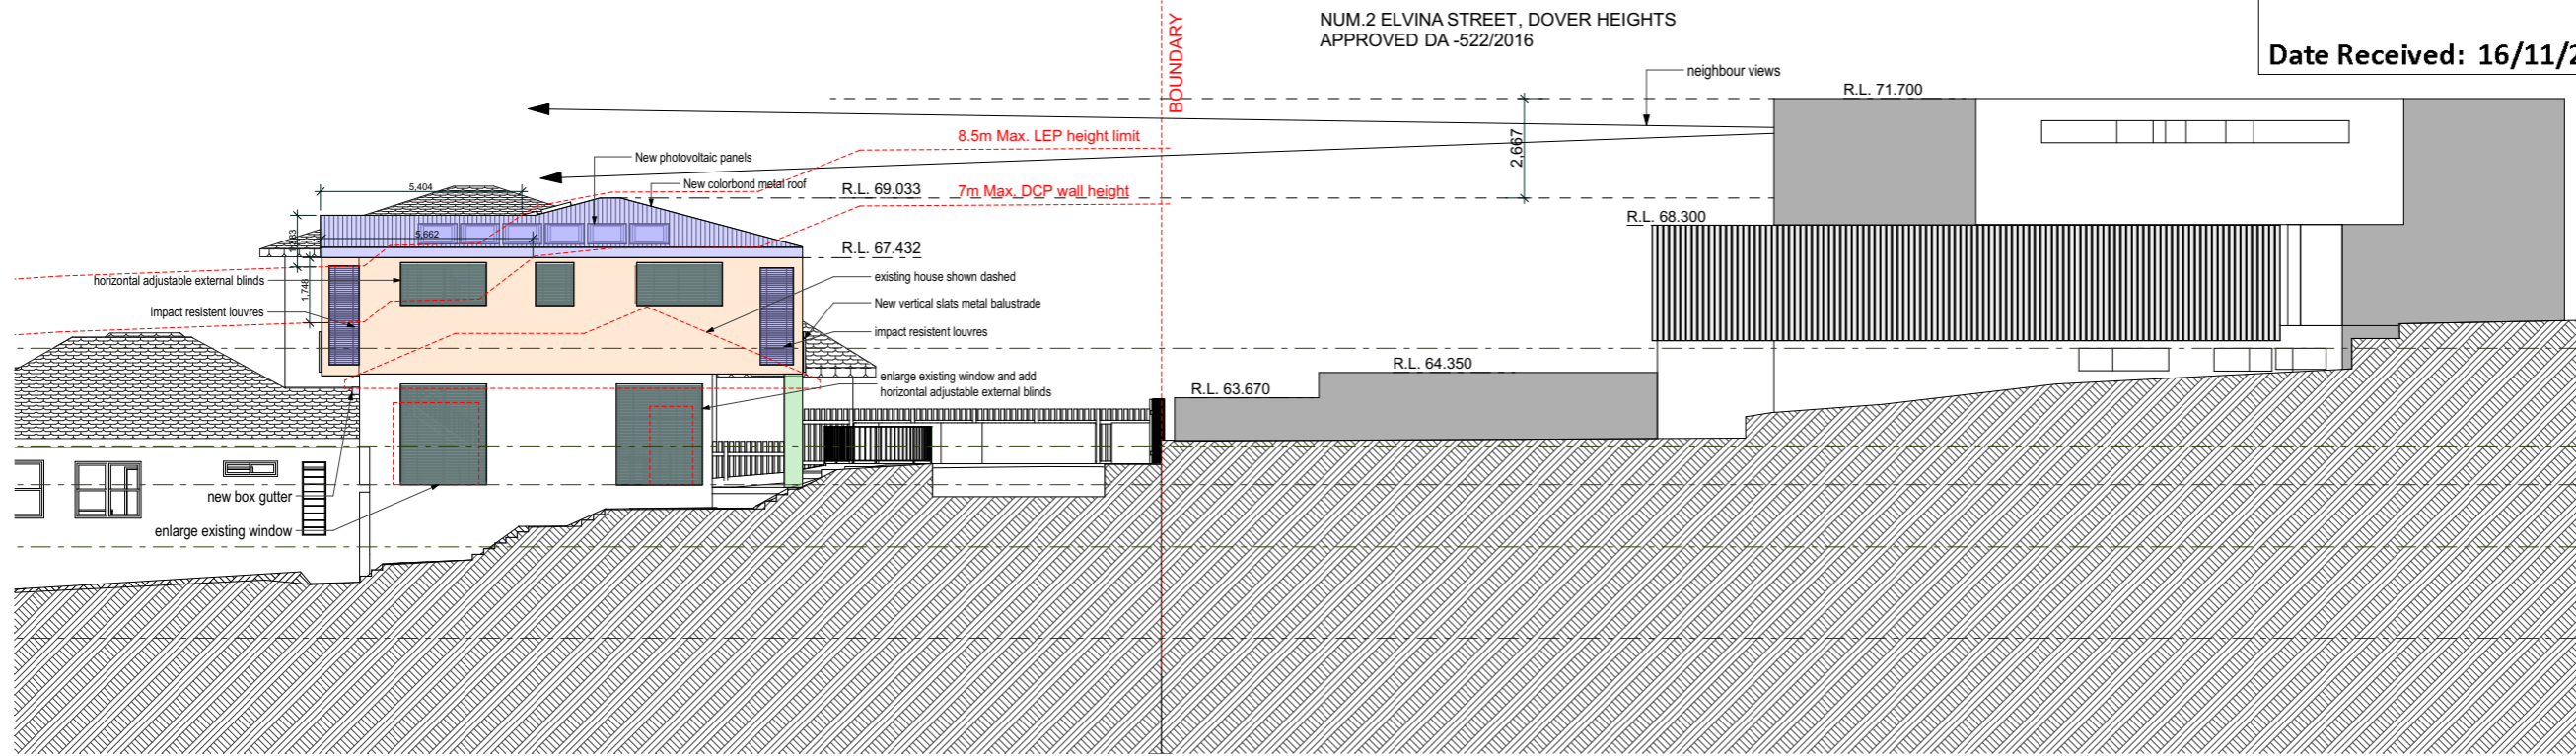 NUM.2 ELVINA STREET, DOVER HEIGHTS
APPROVED DA -522/2016
Date Received: 16/11/2
BOUNDARY
neighbour views
R.L. 71.700
8.5m Max. LEP height limit
2,667
New photovoltaic panels
New colorbond metal roof
5,404
R.L. 69.033
7m Max. DCP wall height
R.L. 68.300
5,662
R.L. 67.432
horizontal adjustable external blinds
1,748
existing house shown dashed
New vertical slats metal balustrade
impact resistent louvres
impact resistent louvres
enlarge existing window and add
horizontal adjustable external blinds
R.L. 64.350
R.L. 63.670
new box gutter
enlarge existing window